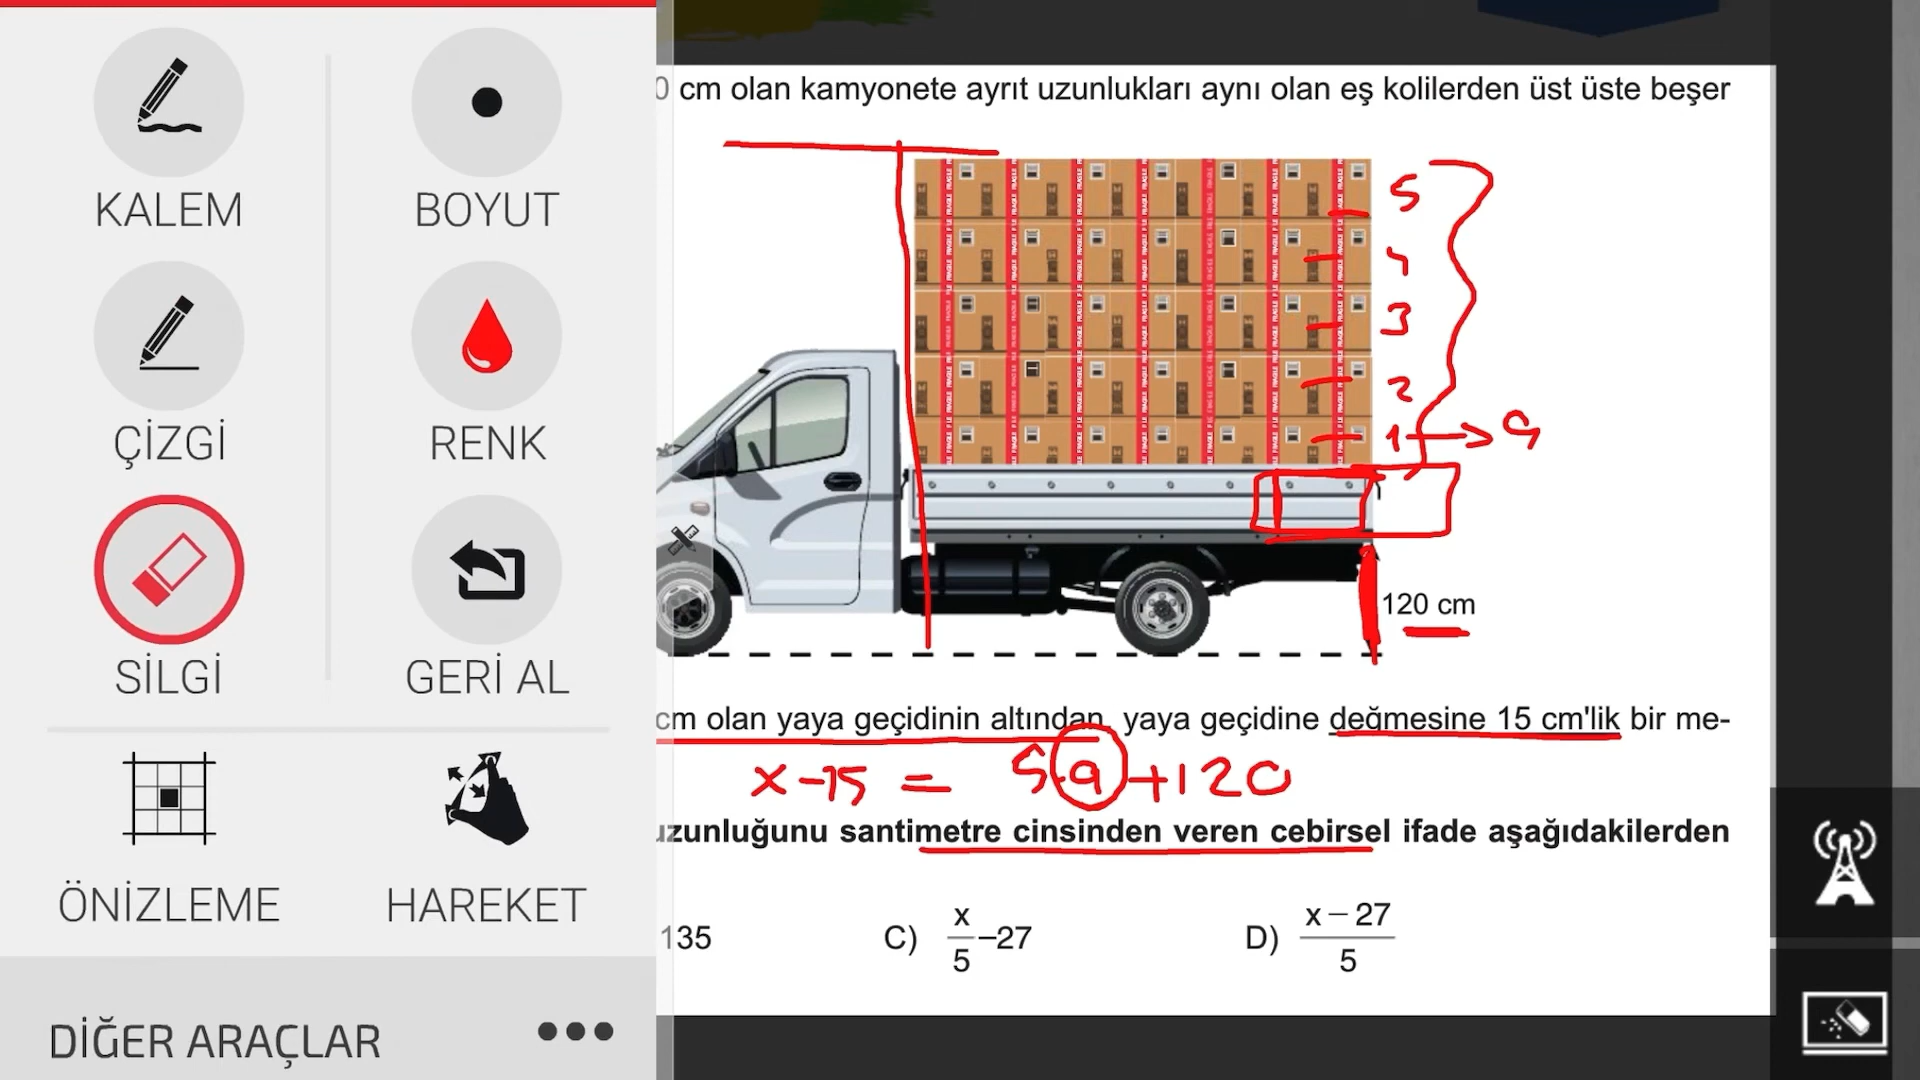 KALEM
BOYUT
ÇİZGİ
RENK
SİLGİ
GERİ AL
ÖNİZLEME
HAREKET
DİĞER ARAÇLAR
0 cm olan kamyonete ayrıt uzunlukları aynı olan eş kolilerden üst üste beşer
5
4
3
2
1 → a
120 cm
cm olan yaya geçidinin altından, yaya geçidine değmesine 15 cm'lik bir me-
x-15 = 5a+120
uzunluğunu santimetre cinsinden veren cebirsel ifade aşağıdakilerden
135
C) x/5 –27
D) x – 27/5